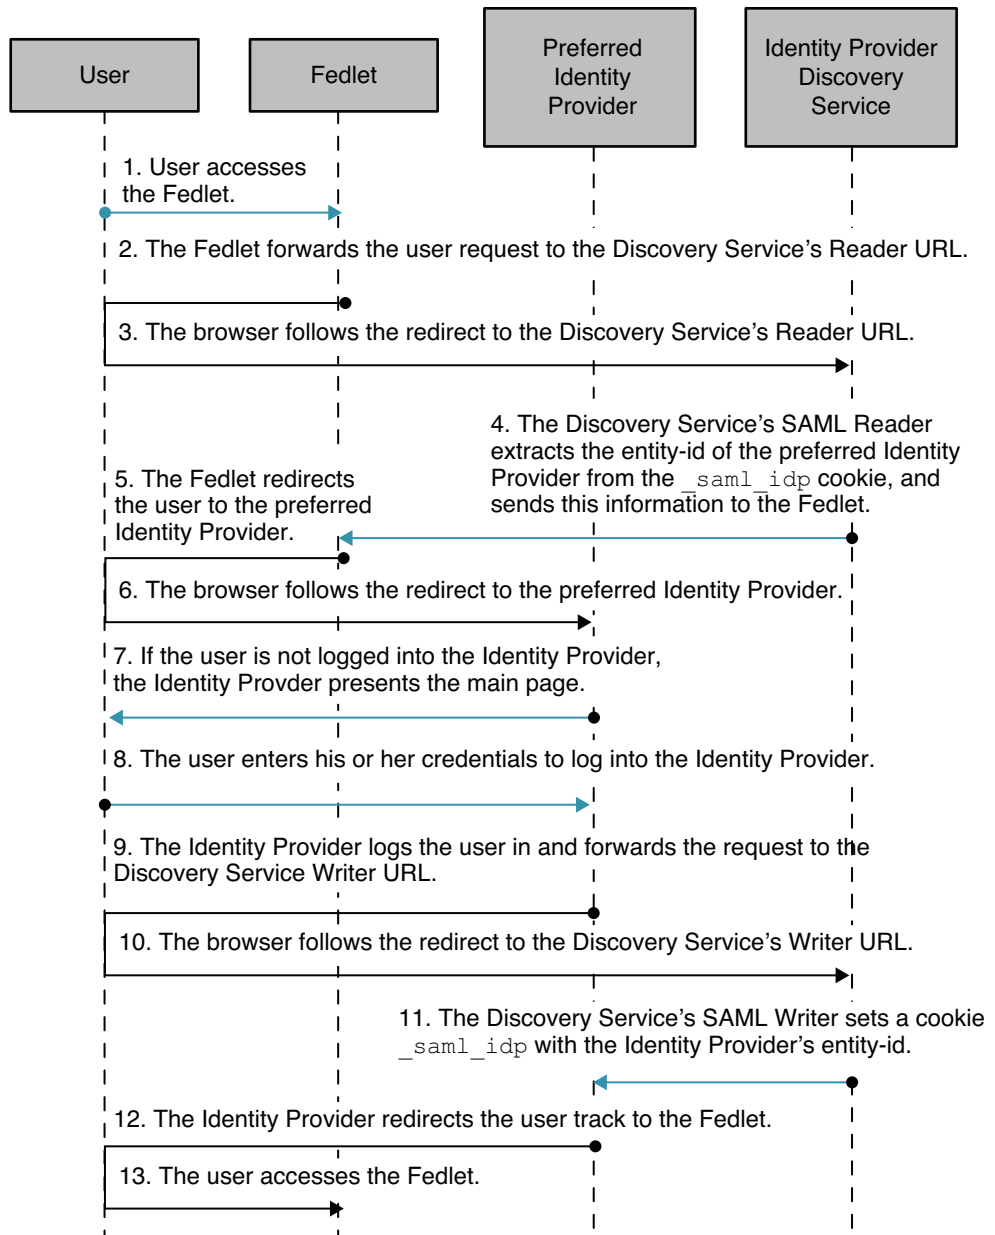 User
Fedlet
Preferred
Identity
Provider
Identity Provider
Discovery
Service
1. User accesses
the Fedlet.
2. The Fedlet forwards the user request to the Discovery Service’s Reader URL.
3. The browser follows the redirect to the Discovery Service’s Reader URL.
4. The Discovery Service’s SAML Reader
extracts the entity-id of the preferred Identity
Provider from the _saml_idp cookie, and
sends this information to the Fedlet.
5. The Fedlet redirects
the user to the preferred
Identity Provider.
6. The browser follows the redirect to the preferred Identity Provider.
7. If the user is not logged into the Identity Provider,
the Identity Provder presents the main page.
8. The user enters his or her credentials to log into the Identity Provider.
9. The Identity Provider logs the user in and forwards the request to the
Discovery Service Writer URL.
10. The browser follows the redirect to the Discovery Service’s Writer URL.
11. The Discovery Service’s SAML Writer sets a cookie
_saml_idp with the Identity Provider’s entity-id.
12. The Identity Provider redirects the user track to the Fedlet.
13. The user accesses the Fedlet.